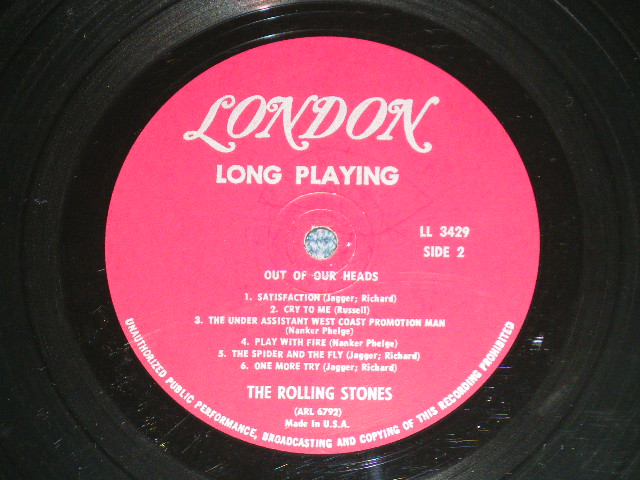 LONDON
LONG PLAYING
LL 3429
SIDE 2
OUT OF OUR HEADS
1. SATISFACTION (Jagger; Richard)
2. CRY TO ME (Russell)
3. THE UNDER ASSISTANT WEST COAST PROMOTION MAN
(Nanker Phelge)
4. PLAY WITH FIRE (Nanker Phelge)
5. THE SPIDER AND THE FLY (Jagger; Richard)
6. ONE MORE TRY (Jagger; Richard)
THE ROLLING STONES
(ARL 6792)
Made In U.S.A.
UNAUTHORIZED PUBLIC PERFORMANCE, BROADCASTING AND COPYING OF THIS RECORDING PROHIBITED